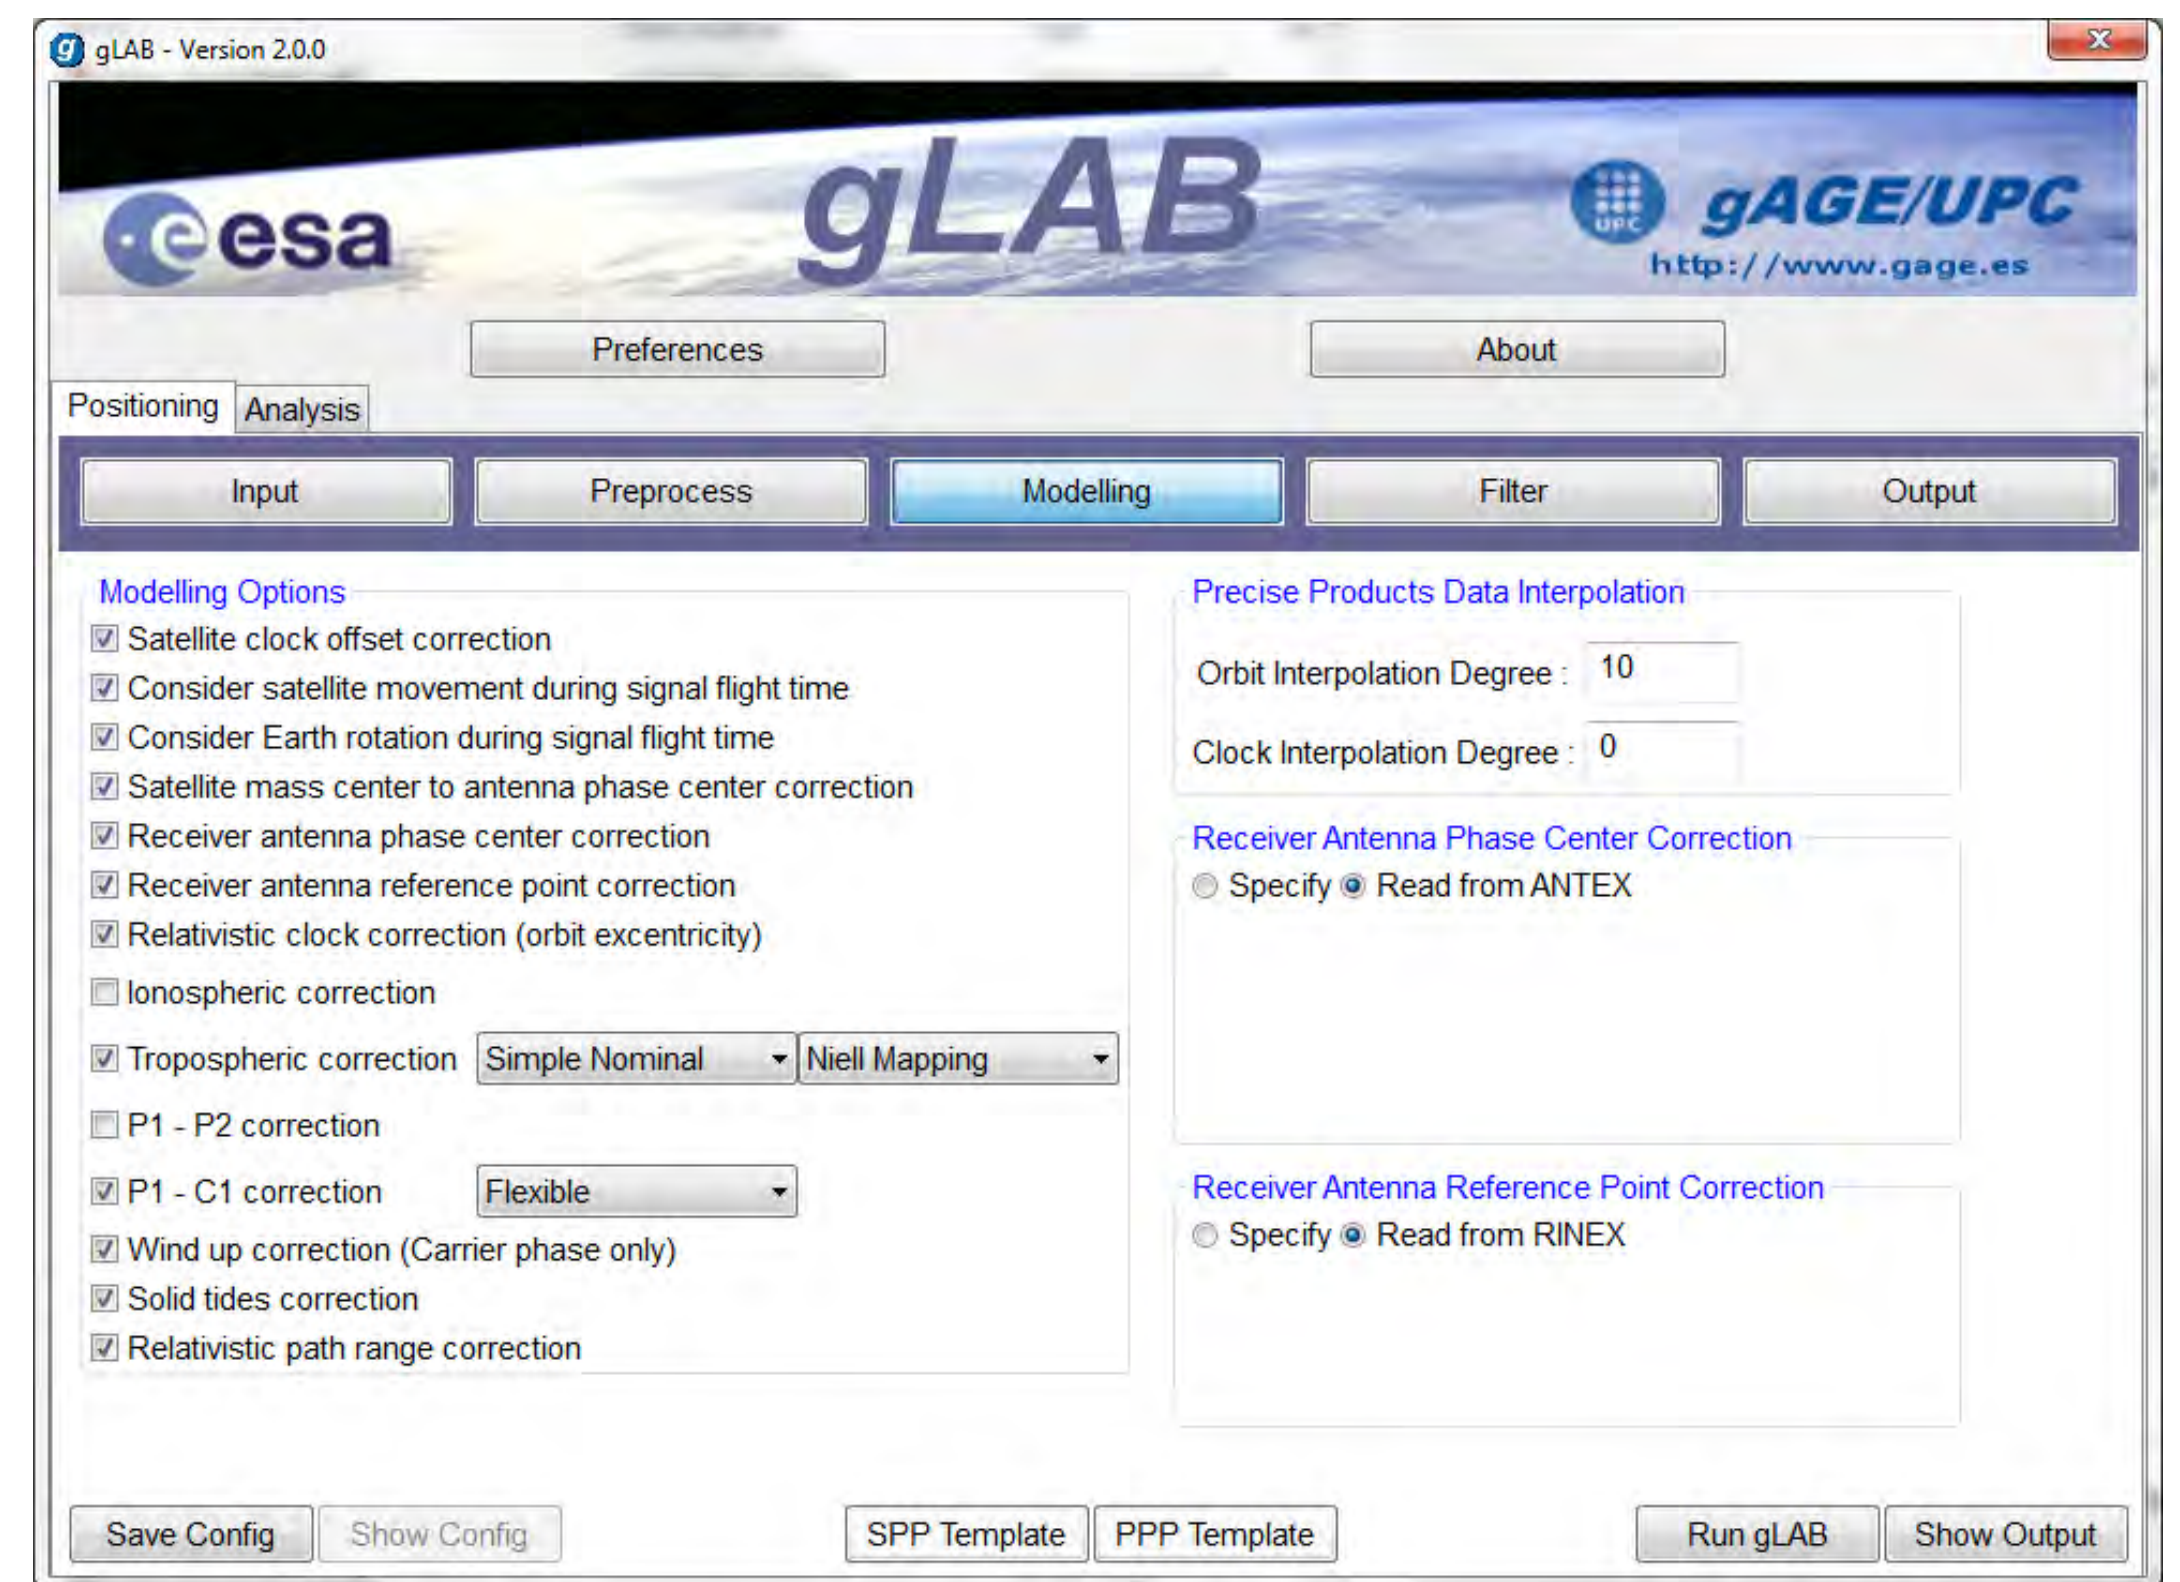 gLAB - Version 2.0.0
x
esa
gLAB
UPC
gAGE/UPC
http://www.gage.es
Preferences
About
Positioning
Analysis
Input
Preprocess
Modelling
Filter
Output
Modelling Options
Satellite clock offset correction
Consider satellite movement during signal flight time
Consider Earth rotation during signal flight time
Satellite mass center to antenna phase center correction
Receiver antenna phase center correction
Receiver antenna reference point correction
Relativistic clock correction (orbit excentricity)
Ionospheric correction
Tropospheric correction Simple Nominal Niell Mapping
P1 - P2 correction
P1 - C1 correction Flexible
Wind up correction (Carrier phase only)
Solid tides correction
Relativistic path range correction
Precise Products Data Interpolation
Orbit Interpolation Degree : 10
Clock Interpolation Degree : 0
Receiver Antenna Phase Center Correction
Specify Read from ANTEX
Receiver Antenna Reference Point Correction
Specify Read from RINEX
Save Config
Show Config
SPP Template
PPP Template
Run gLAB
Show Output